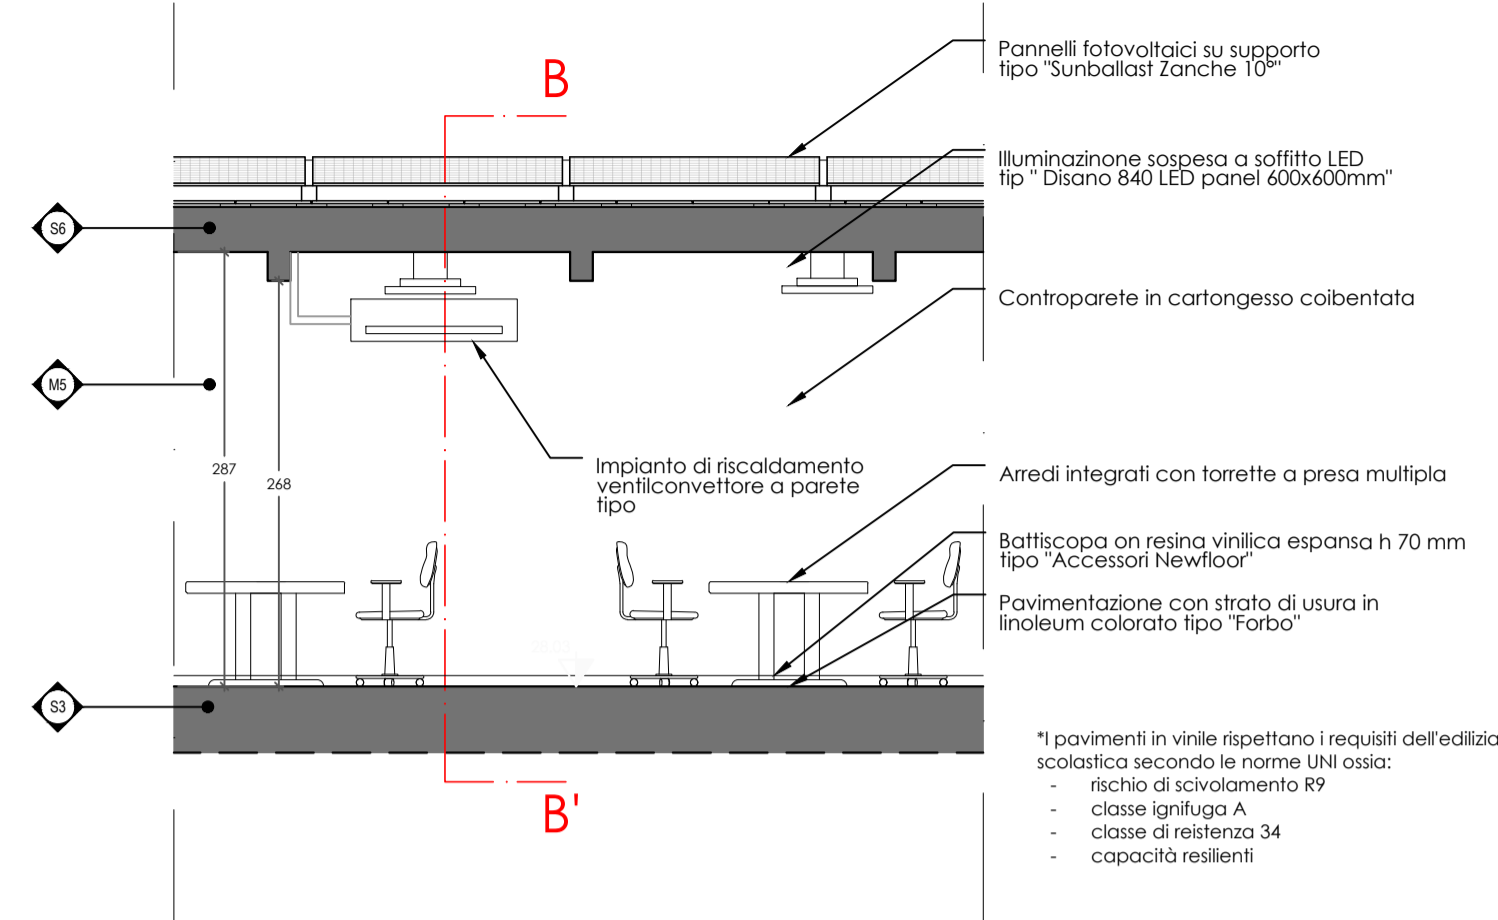 B
Pannelli fotovoltaici su supporto
tipo "Sunballast Zanche 10°"
Illuminazinone sospesa a soffitto LED
tip " Disano 840 LED panel 600x600mm"
S6
Controparete in cartongesso coibentata
M5
287
268
Impianto di riscaldamento
ventilconvettore a parete
tipo
Arredi integrati con torrette a presa multipla
Battiscopa on resina vinilica espansa h 70 mm
tipo "Accessori Newfloor"
Pavimentazione con strato di usura in
linoleum colorato tipo "Forbo"
28.03
S3
*I pavimenti in vinile rispettano i requisiti dell'edilizia
scolastica secondo le norme UNI ossia:
- rischio di scivolamento R9
- classe ignifuga A
- classe di reistenza 34
- capacità resilienti
B'